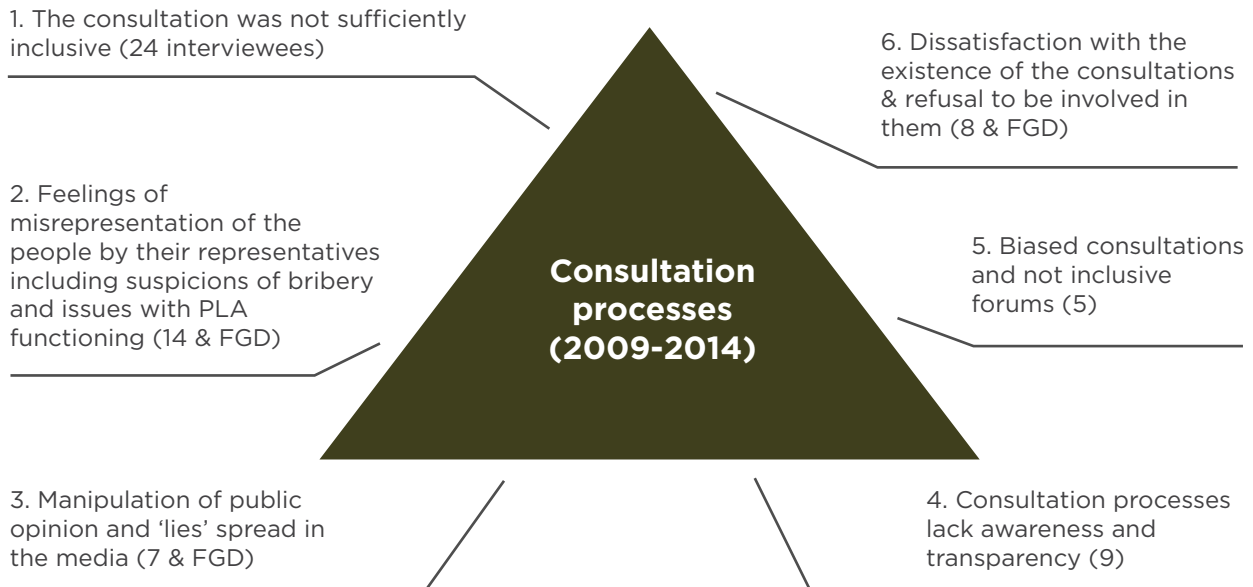 1. The consultation was not sufficiently
inclusive (24 interviewees)
2. Feelings of
misrepresentation of the
people by their representatives
including suspicions of bribery
and issues with PLA
functioning (14 & FGD)
3. Manipulation of public
opinion and ‘lies’ spread in
the media (7 & FGD)
Consultation
processes
(2009-2014)
4. Consultation processes
lack awareness and
transparency (9)
5. Biased consultations
and not inclusive
forums (5)
6. Dissatisfaction with the
existence of the consultations
& refusal to be involved in
them (8 & FGD)